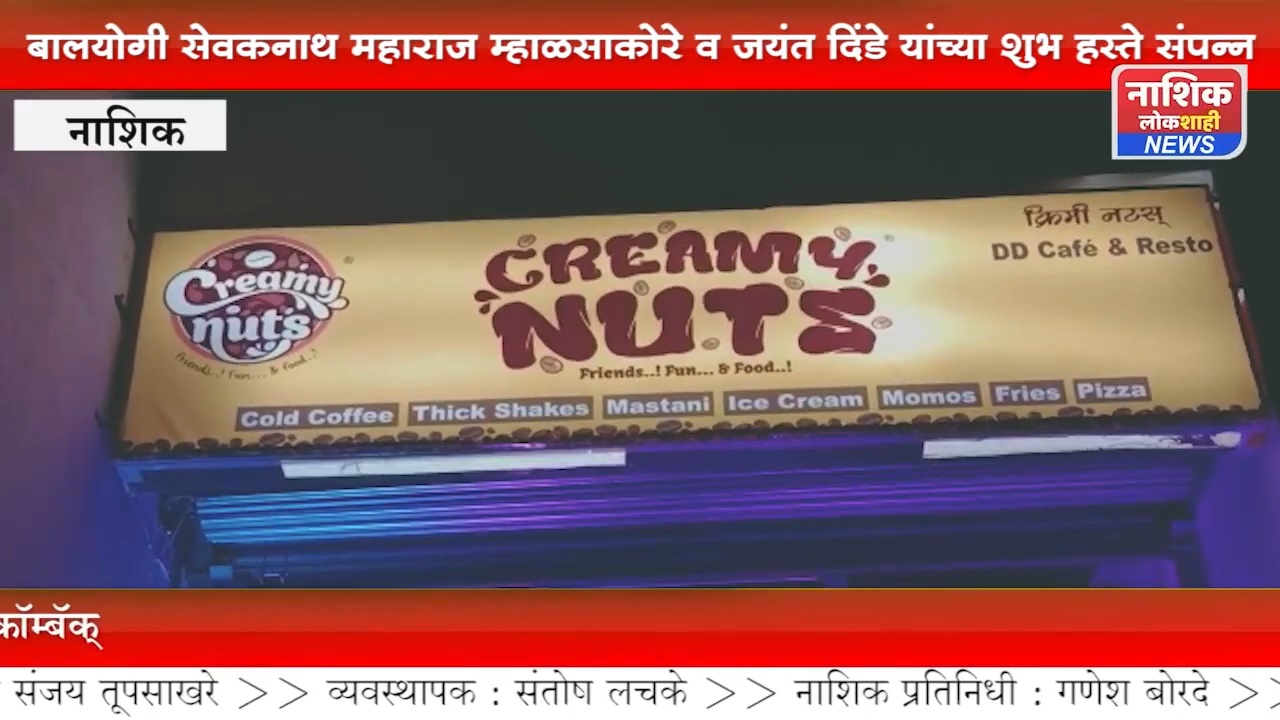 बालयोगी सेवकनाथ महाराज म्हाळसाकोरे व जयंत दिंडे यांच्या शुभ हस्ते संपन्न
नाशिक
नाशिक
लोकशाही
NEWS
क्रिमी नटस्
DD Café & Resto
Creamy
nuts
Friends..! Fun... & Food..!
CREAMY
NUTS
Friends..! Fun... & Food..!
Cold Coffee Thick Shakes Mastani Ice Cream Momos Fries Pizza
कॉम्बॅक्
संजय तूपसाखरे >> व्यवस्थापक : संतोष लचके >> नाशिक प्रतिनिधी : गणेश बोरदे >>